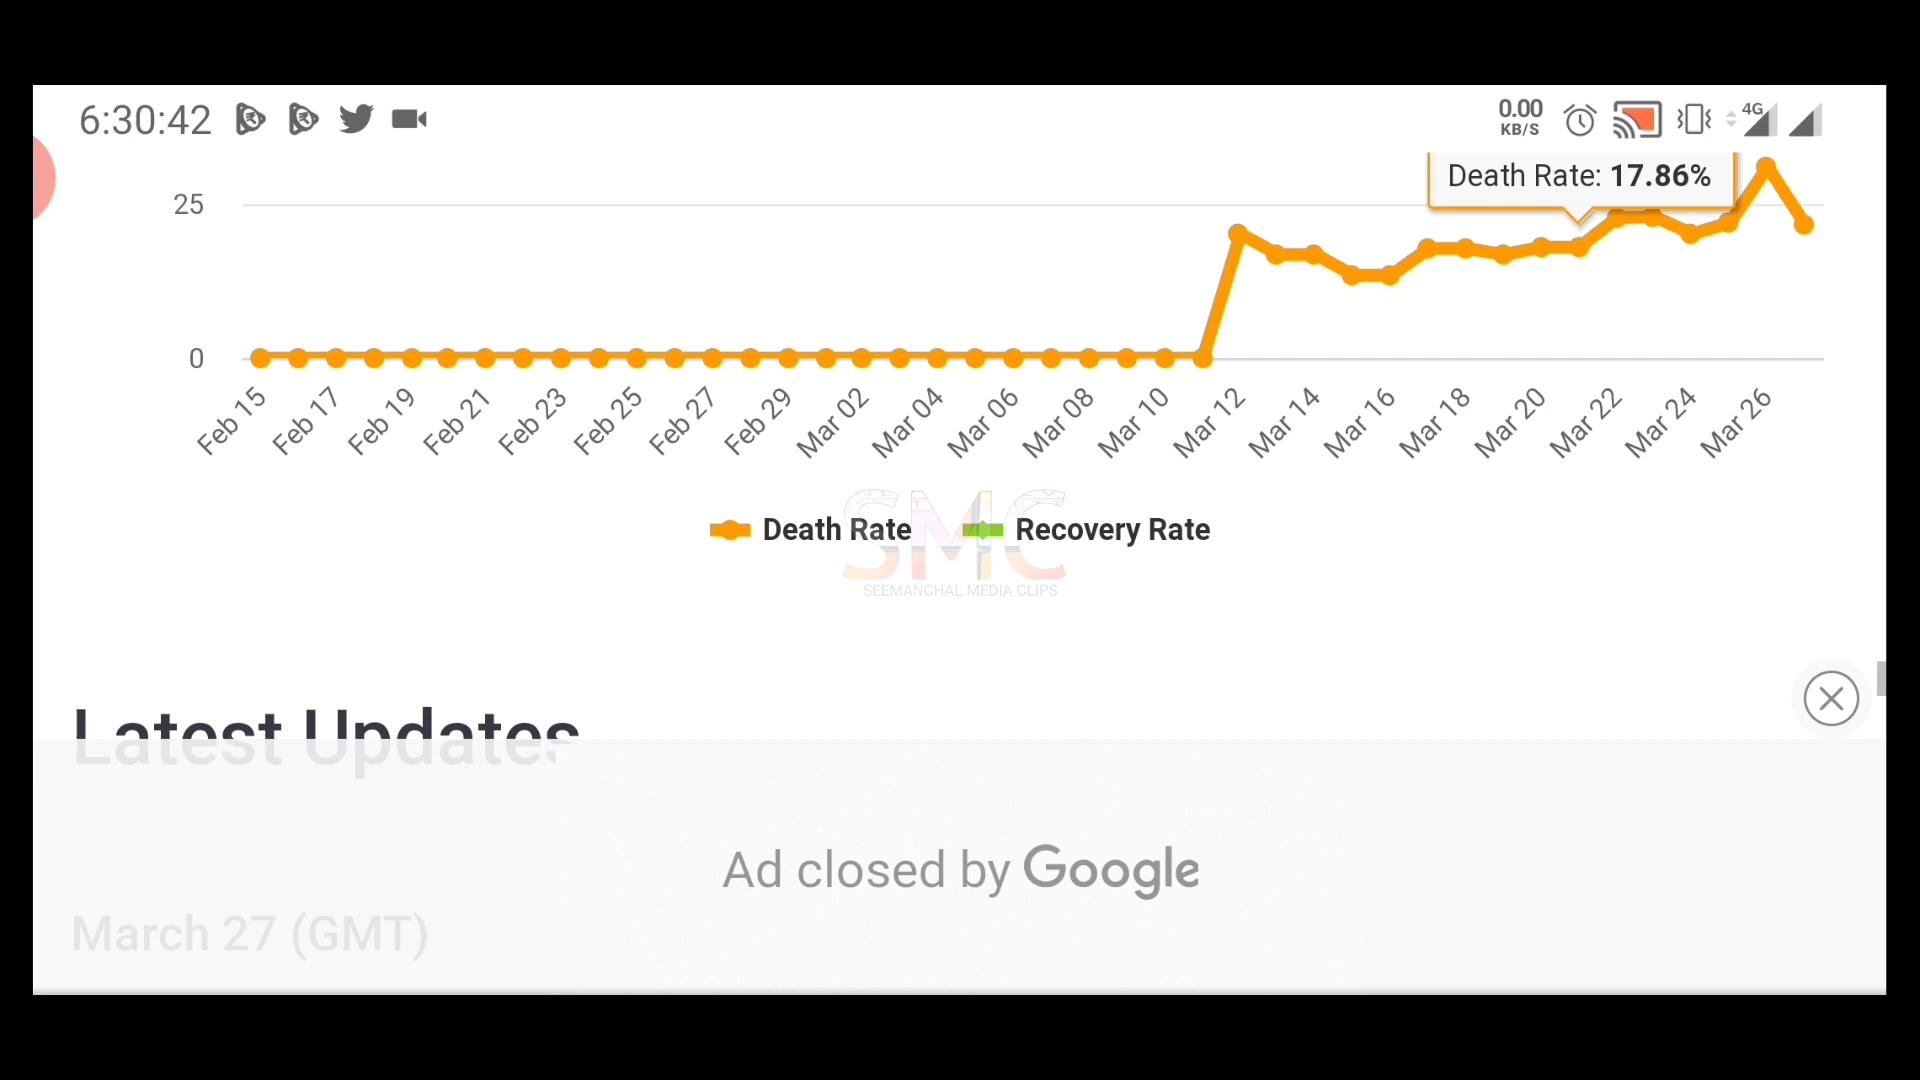 6:30:42
0.00
KB/S
4G
Death Rate: 17.86%
25
0
Feb 15
Feb 17
Feb 19
Feb 21
Feb 23
Feb 25
Feb 27
Feb 29
Mar 02
Mar 04
Mar 06
Mar 08
Mar 10
Mar 12
Mar 14
Mar 16
Mar 18
Mar 20
Mar 22
Mar 24
Mar 26
Death Rate
Recovery Rate
SMC
SEEMANCHAL MEDIA CLIPS
Latest Updates
Ad closed by Google
March 27 (GMT)